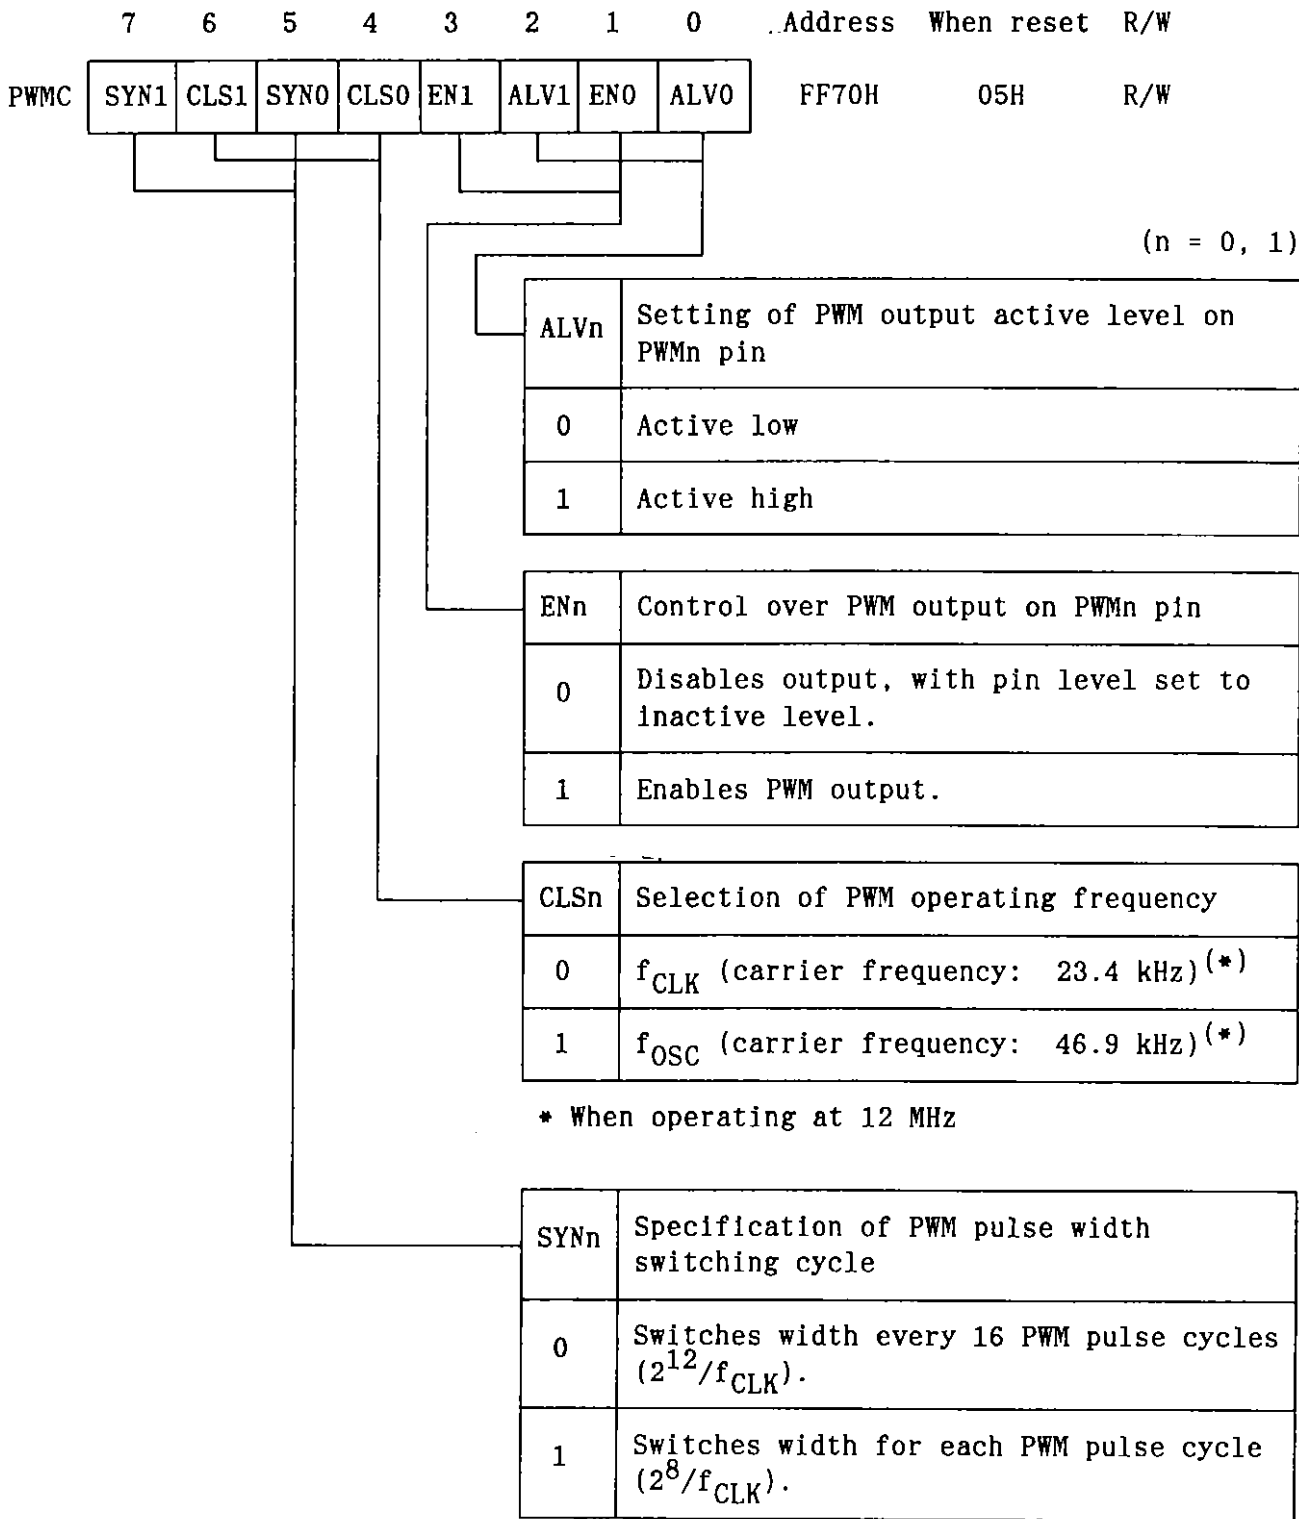 7 6 5 4 3 2 1 0 Address When reset R/W
PWMC SYN1 CLS1 SYN0 CLS0 EN1 ALV1 EN0 ALV0 FF70H 05H R/W
(n = 0, 1)
ALVn Setting of PWM output active level on
PWMn pin
0 Active low
1 Active high
ENn Control over PWM output on PWMn pin
0 Disables output, with pin level set to
inactive level.
1 Enables PWM output.
CLSn Selection of PWM operating frequency
0 fCLK (carrier frequency: 23.4 kHz)(*)
1 fOSC (carrier frequency: 46.9 kHz)(*)
* When operating at 12 MHz
SYNn Specification of PWM pulse width
switching cycle
0 Switches width every 16 PWM pulse cycles
(2^12/fCLK).
1 Switches width for each PWM pulse cycle
(2^8/fCLK).